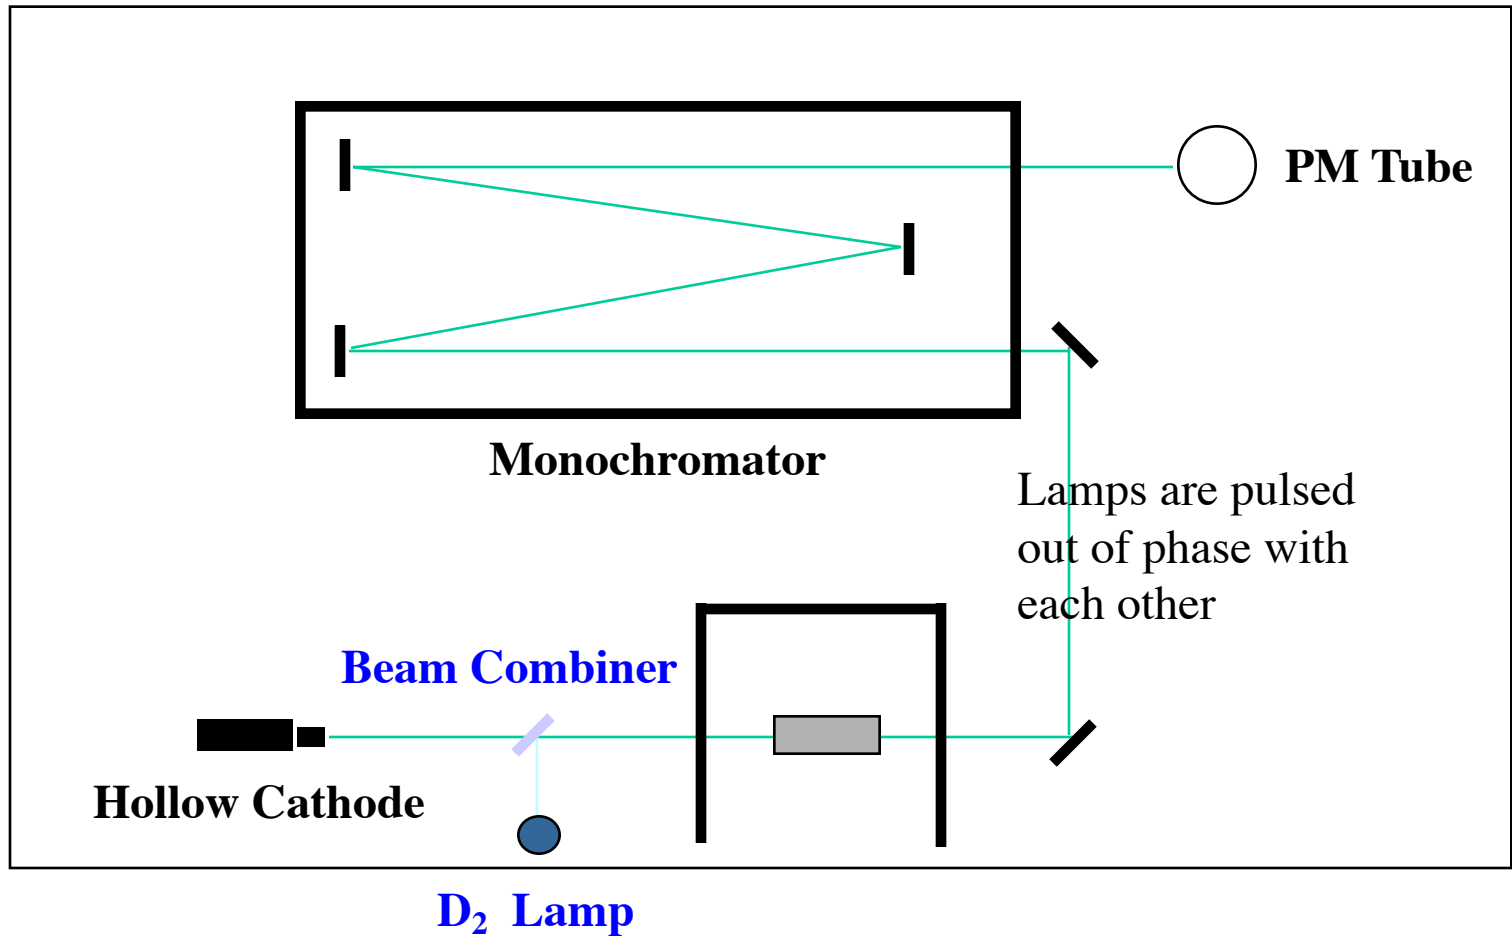 PM Tube
Monochromator
Lamps are pulsed
out of phase with
each other
Beam Combiner
Hollow Cathode
D₂ Lamp